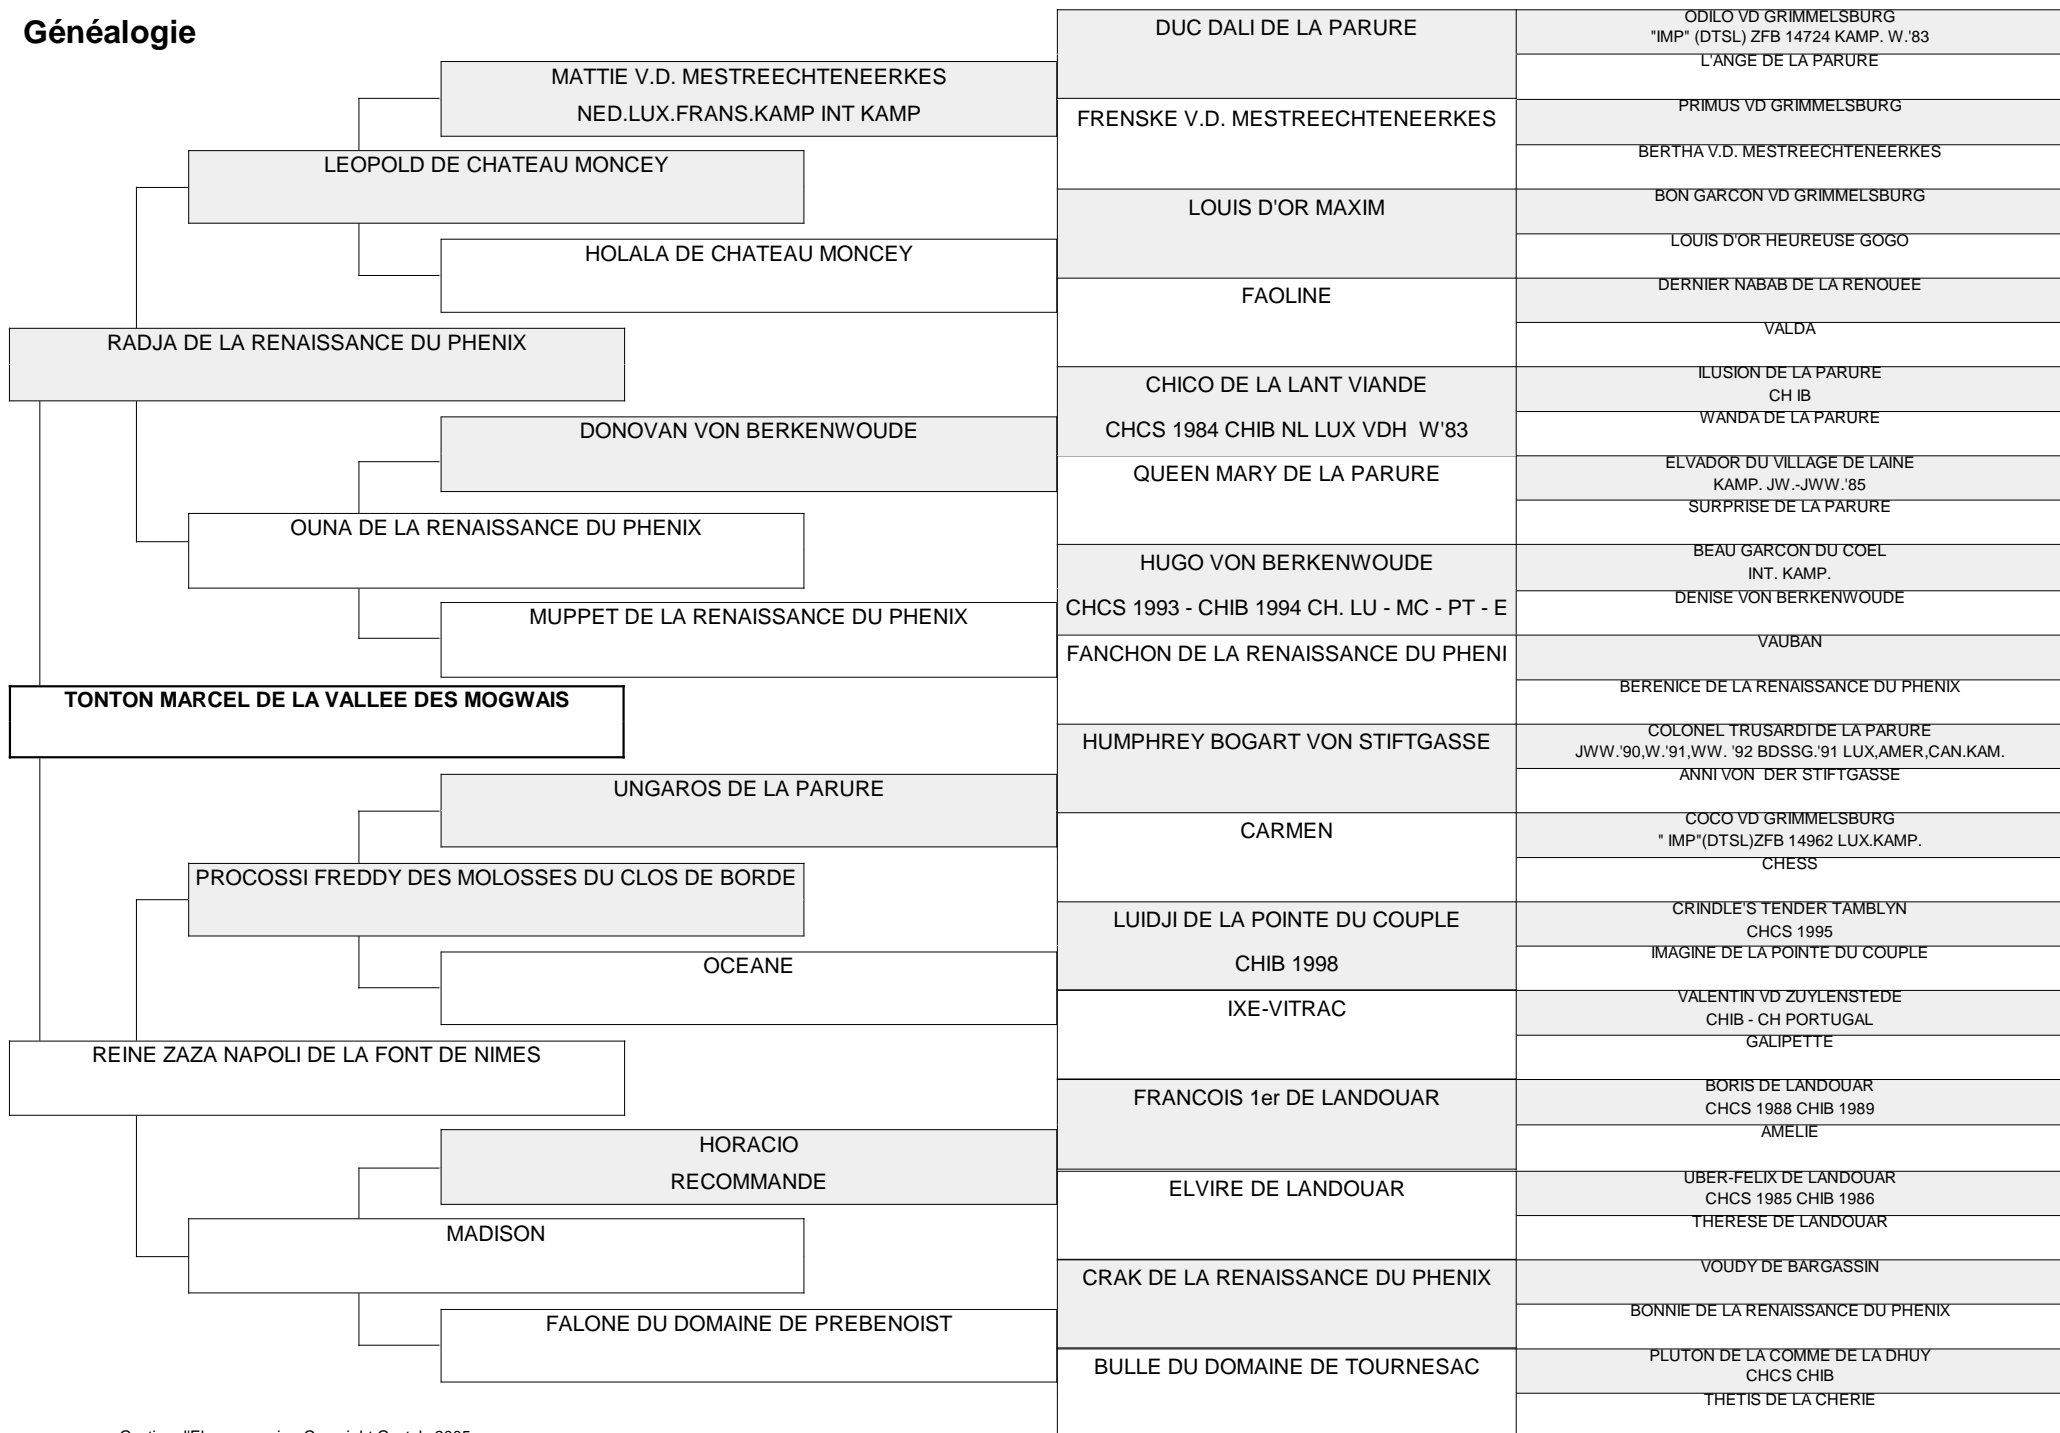 Généalogie
DUC DALI DE LA PARURE
ODILO VD GRIMMELSBURG
"IMP" (DTSL) ZFB 14724 KAMP. W.'83
L'ANGE DE LA PARURE
MATTIE V.D. MESTREECHTENEERKES
NED.LUX.FRANS.KAMP INT KAMP
FRENSKE V.D. MESTREECHTENEERKES
PRIMUS VD GRIMMELSBURG
BERTHA V.D. MESTREECHTENEERKES
LEOPOLD DE CHATEAU MONCEY
LOUIS D'OR MAXIM
BON GARCON VD GRIMMELSBURG
LOUIS D'OR HEUREUSE GOGO
HOLALA DE CHATEAU MONCEY
FAOLINE
DERNIER NABAB DE LA RENOUEE
VALDA
RADJA DE LA RENAISSANCE DU PHENIX
CHICO DE LA LANT VIANDE
CHCS 1984 CHIB NL LUX VDH  W'83
ILUSION DE LA PARURE
CH IB
WANDA DE LA PARURE
DONOVAN VON BERKENWOUDE
QUEEN MARY DE LA PARURE
ELVADOR DU VILLAGE DE LAINE
KAMP. JW.-JWW.'85
SURPRISE DE LA PARURE
OUNA DE LA RENAISSANCE DU PHENIX
HUGO VON BERKENWOUDE
CHCS 1993 - CHIB 1994 CH. LU - MC - PT - E
BEAU GARCON DU COEL
INT. KAMP.
DENISE VON BERKENWOUDE
MUPPET DE LA RENAISSANCE DU PHENIX
FANCHON DE LA RENAISSANCE DU PHENI
VAUBAN
BERENICE DE LA RENAISSANCE DU PHENIX
TONTON MARCEL DE LA VALLEE DES MOGWAIS
HUMPHREY BOGART VON STIFTGASSE
COLONEL TRUSARDI DE LA PARURE
JWW.'90,W.'91,WW. '92 BDSSG.'91 LUX,AMER,CAN.KAM.
ANNI VON  DER STIFTGASSE
UNGAROS DE LA PARURE
CARMEN
COCO VD GRIMMELSBURG
" IMP"(DTSL)ZFB 14962 LUX.KAMP.
CHESS
PROCOSSI FREDDY DES MOLOSSES DU CLOS DE BORDE
LUIDJI DE LA POINTE DU COUPLE
CHIB 1998
CRINDLE'S TENDER TAMBLYN
CHCS 1995
IMAGINE DE LA POINTE DU COUPLE
OCEANE
IXE-VITRAC
VALENTIN VD ZUYLENSTEDE
CHIB - CH PORTUGAL
GALIPETTE
REINE ZAZA NAPOLI DE LA FONT DE NIMES
FRANCOIS 1er DE LANDOUAR
BORIS DE LANDOUAR
CHCS 1988 CHIB 1989
AMELIE
HORACIO
RECOMMANDE
ELVIRE DE LANDOUAR
UBER-FELIX DE LANDOUAR
CHCS 1985 CHIB 1986
THERESE DE LANDOUAR
MADISON
CRAK DE LA RENAISSANCE DU PHENIX
VOUDY DE BARGASSIN
BONNIE DE LA RENAISSANCE DU PHENIX
FALONE DU DOMAINE DE PREBENOIST
BULLE DU DOMAINE DE TOURNESAC
PLUTON DE LA COMME DE LA DHUY
CHCS CHIB
THETIS DE LA CHERIE